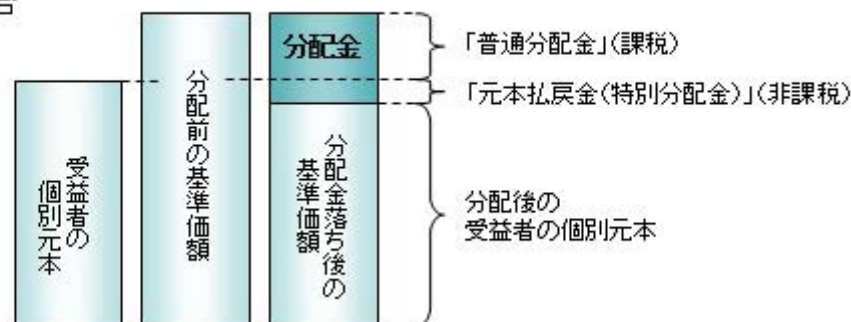 受益者の
個別元本
分配前の基準価額
分配金
分配金落ち後の
基準価額
「普通分配金」(課税)
「元本払戻金(特別分配金)」(非課税)
分配後の
受益者の個別元本